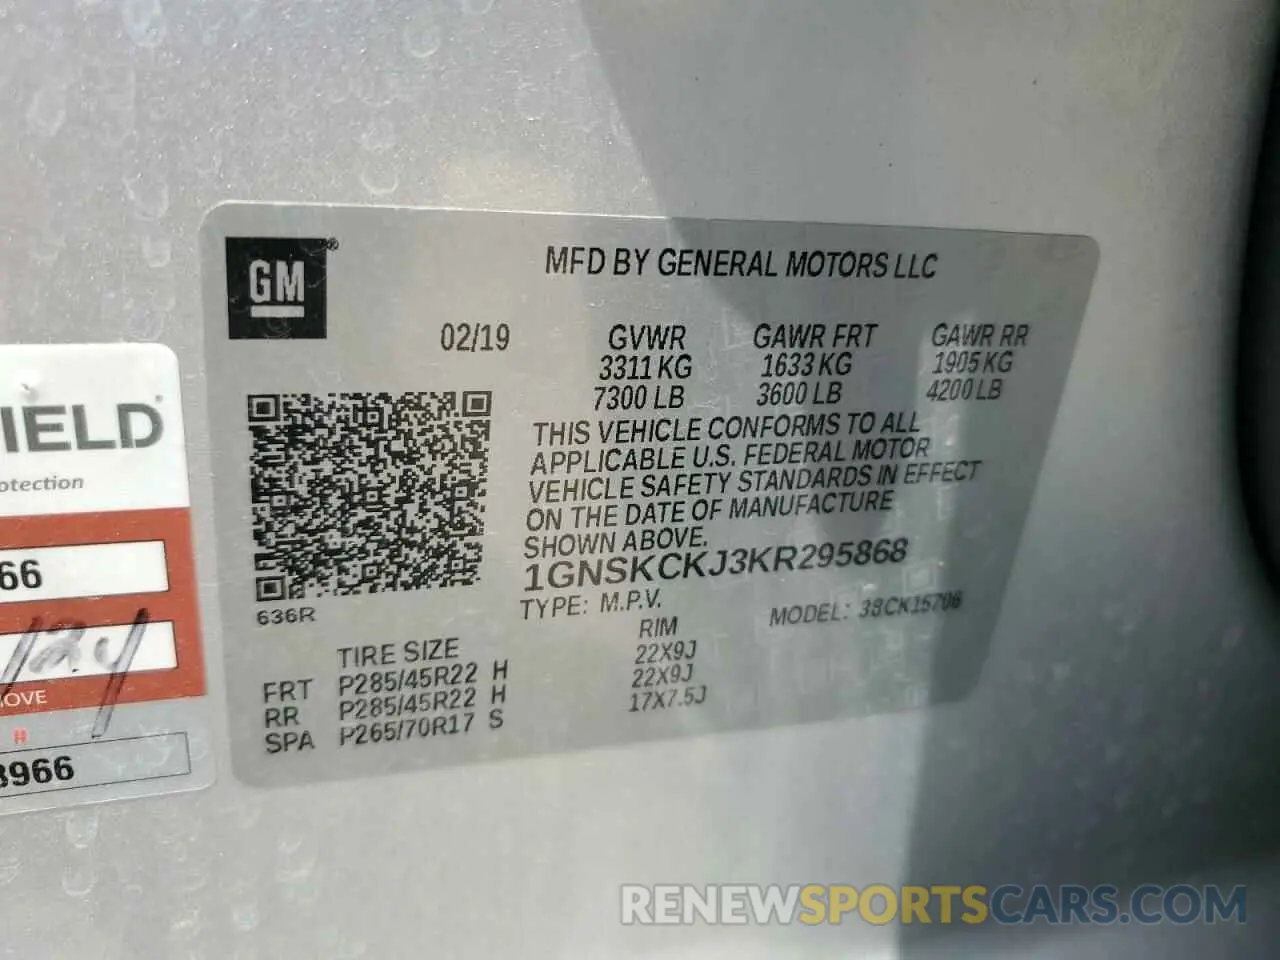 GM
®
MFD BY GENERAL MOTORS LLC
02/19 GVWR GAWR FRT GAWR RR
3311 KG 1633 KG 1905 KG
7300 LB 3600 LB 4200 LB
THIS VEHICLE CONFORMS TO ALL
APPLICABLE U.S. FEDERAL MOTOR
VEHICLE SAFETY STANDARDS IN EFFECT
ON THE DATE OF MANUFACTURE
SHOWN ABOVE.
1GNSKCKJ3KR295868
TYPE: M.P.V. MODEL:
636R
TIRE SIZE RIM
FRT P285/45R22 H 22X9J
RR P285/45R22 H 22X9J
SPA P265/70R17 S 17X7.5J
IELD
otection
66
OVE
H
3966
RENEWSPORTSCARS.COM